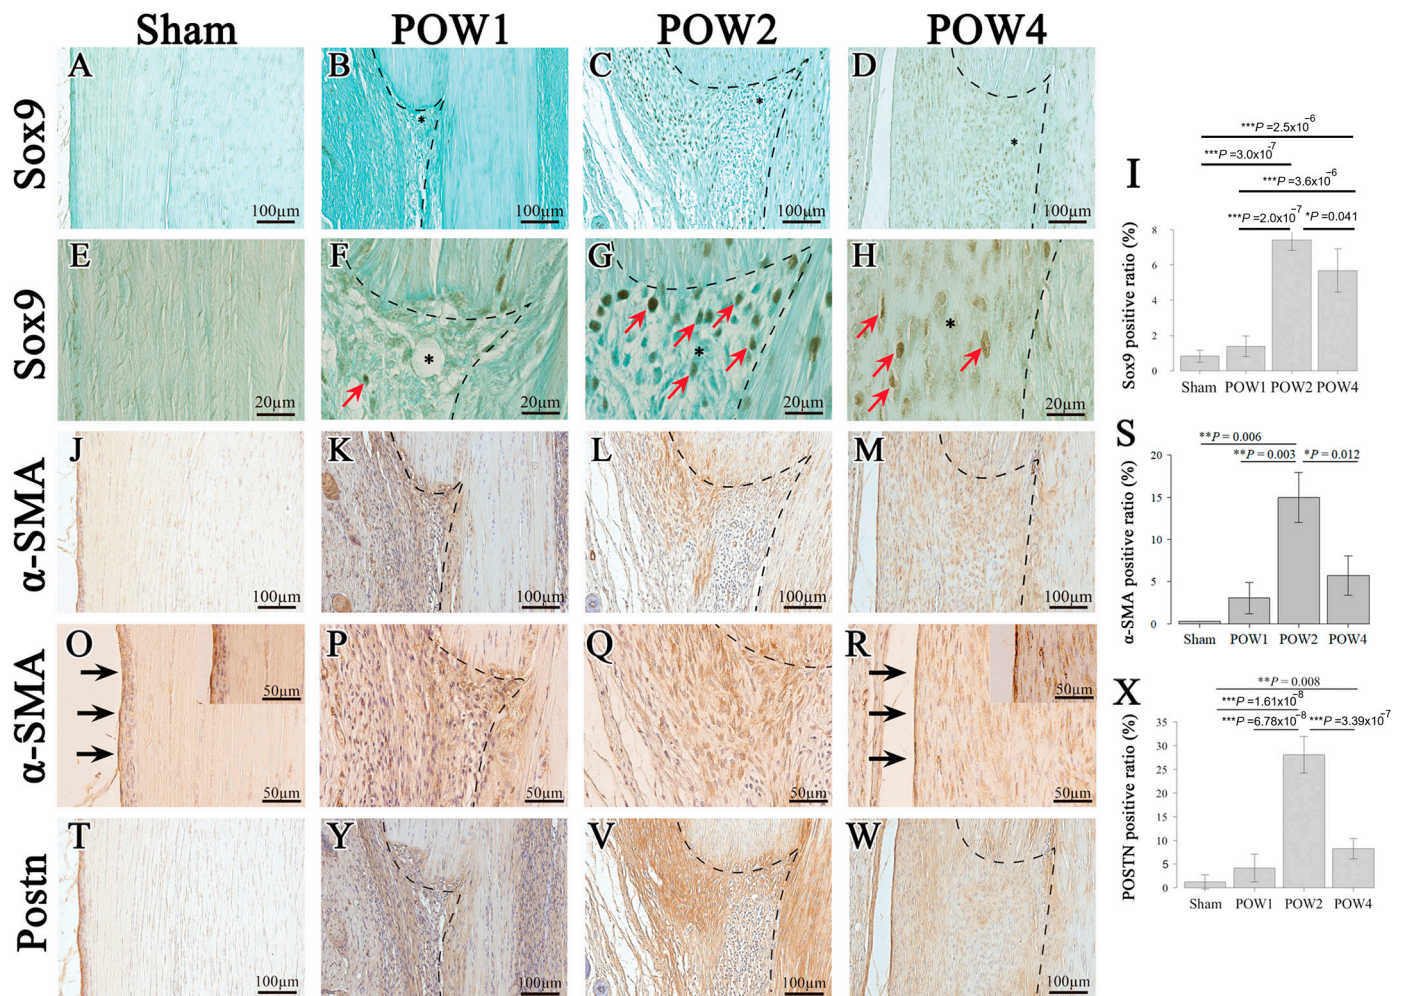 Sham POW1 POW2 POW4
Sox9
A
100µm
B
*
100µm
C
*
100µm
D
*
100µm
Sox9
E
20µm
F
*
20µm
G
*
20µm
H
*
20µm
I
***P =2.5x10⁻⁶
***P =3.0x10⁻⁷
***P =3.6x10⁻⁶
***P =2.0x10⁻⁷ *P =0.041
Sox9 positive ratio (%)
8
6
4
2
0
Sham POW1 POW2 POW4
α-SMA
J
100µm
K
100µm
L
100µm
M
100µm
α-SMA
O
50µm
50µm
P
50µm
Q
50µm
R
50µm
50µm
S
**P = 0.006
**P = 0.003 *P = 0.012
α-SMA positive ratio (%)
20
15
10
5
0
Sham POW1 POW2 POW4
Postn
T
100µm
Y
100µm
V
100µm
W
100µm
X
**P = 0.008
***P =1.61x10⁻⁸
***P =6.78x10⁻⁸ ***P =3.39x10⁻⁷
POSTN positive ratio (%)
35
30
25
20
15
10
5
0
Sham POW1 POW2 POW4